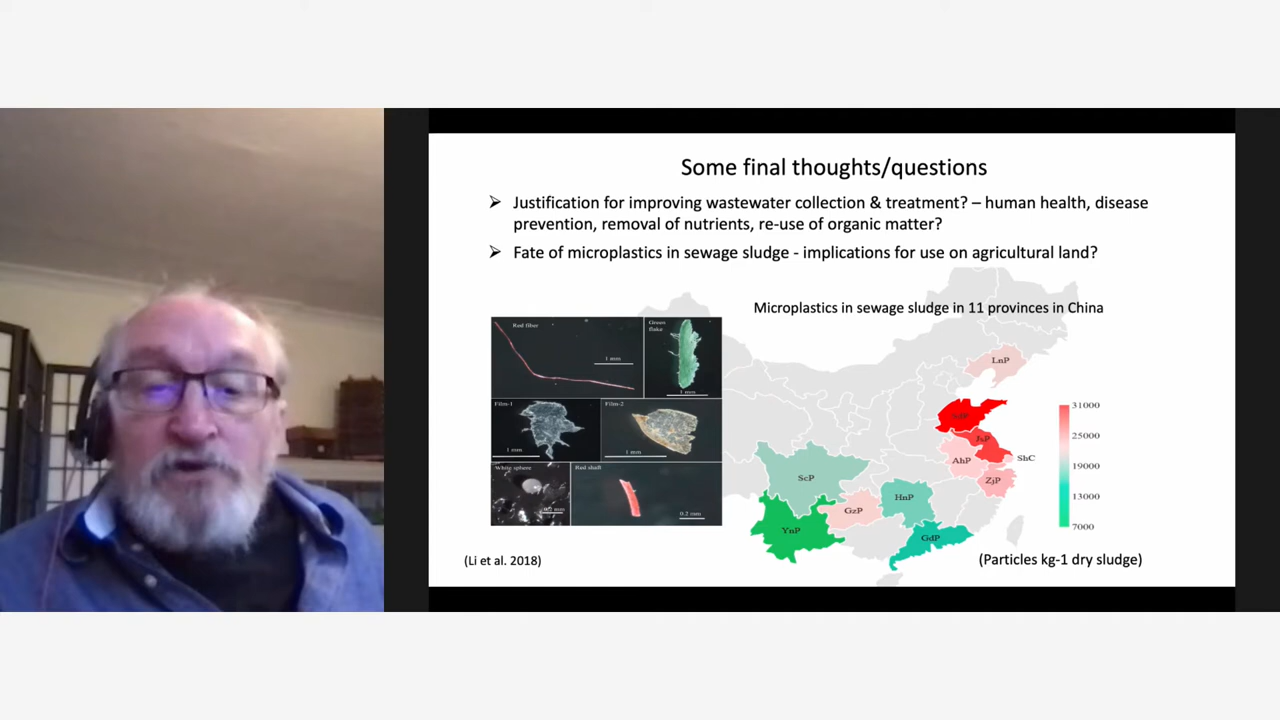 Some final thoughts/questions
➢ Justification for improving wastewater collection & treatment? – human health, disease
prevention, removal of nutrients, re-use of organic matter?
➢ Fate of microplastics in sewage sludge - implications for use on agricultural land?
Microplastics in sewage sludge in 11 provinces in China
Red fiber
1 mm
Green
flake
1 mm
Film-1
1 mm
Film-2
1 mm
White sphere
0.2 mm
Red shaft
0.2 mm
LnP
JsP
ShC
AhP
ZjP
ScP
HnP
GzP
YnP
GdP
31000
25000
19000
13000
7000
(Li et al. 2018)
(Particles kg-1 dry sludge)